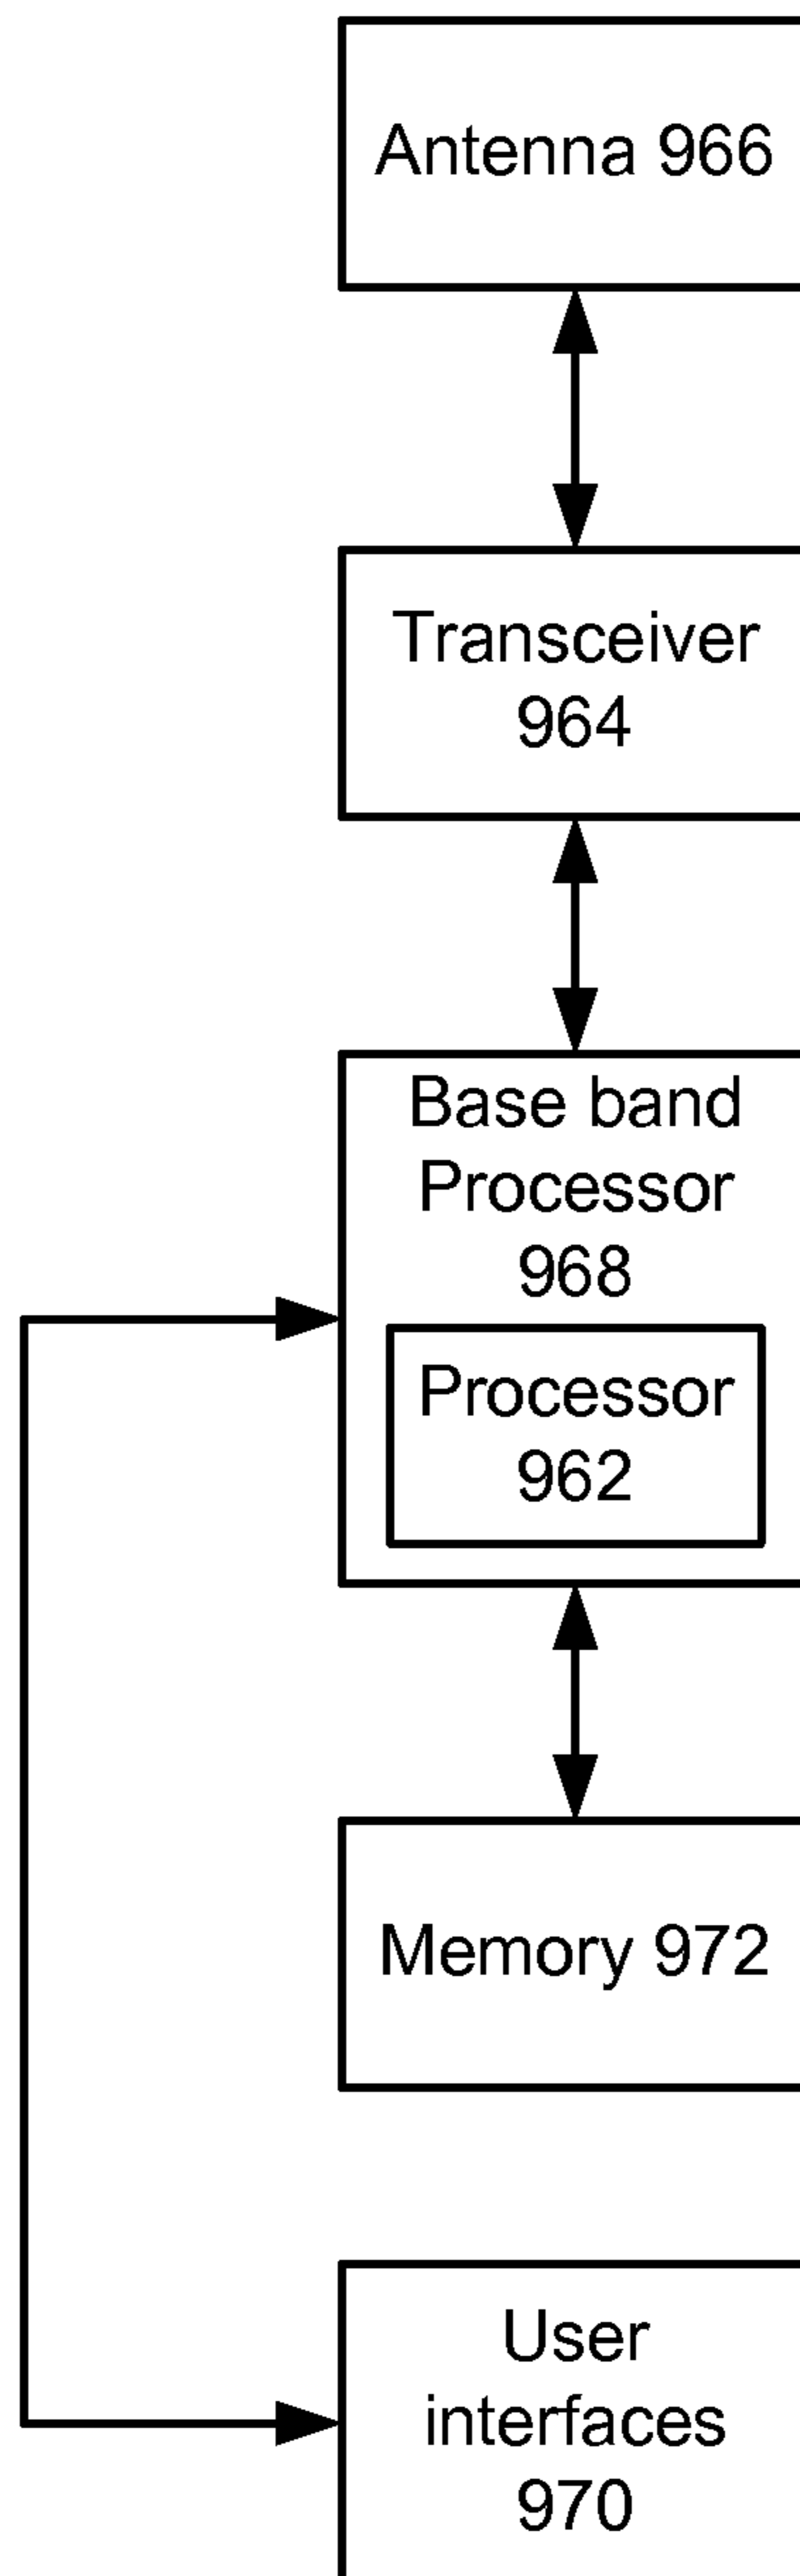 Antenna 966
Transceiver
964
Base band
Processor
968
Processor
962
Memory 972
User
interfaces
970